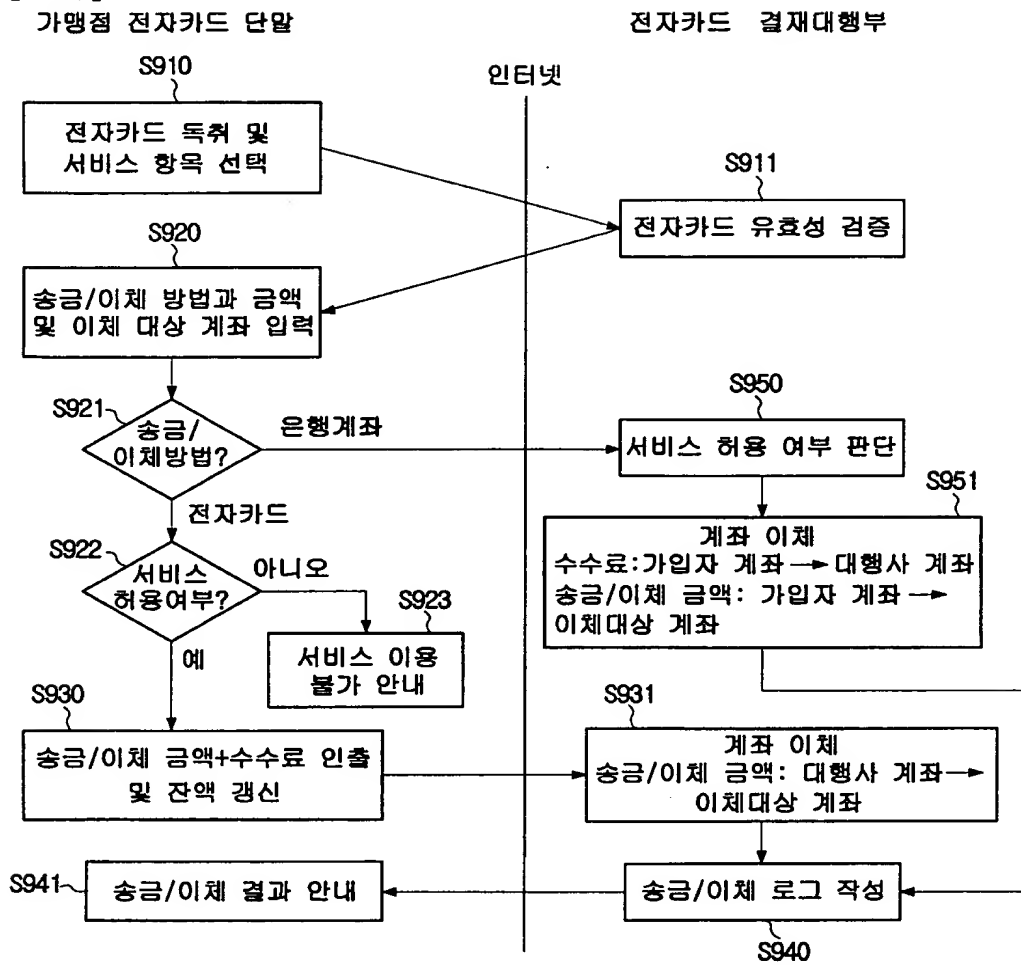 가맹점 전자카드 단말
전자카드 결재대행부
인터넷
S910
전자카드 독취 및
서비스 항목 선택
S911
전자카드 유효성 검증
S920
송금/이체 방법과 금액
및 이체 대상 계좌 입력
S921
송금/
이체방법?
은행계좌
S950
서비스 허용 여부 판단
전자카드
S951
계좌 이체
수수료:가입자 계좌→대행사 계좌
송금/이체 금액: 가입자 계좌→
이체대상 계좌
S922
서비스
허용여부?
아니오
S923
서비스 이용
불가 안내
예
S930
송금/이체 금액+수수료 인출
및 잔액 갱신
S931
계좌 이체
송금/이체 금액: 대행사 계좌→
이체대상 계좌
S941
송금/이체 결과 안내
송금/이체 로그 작성
S940